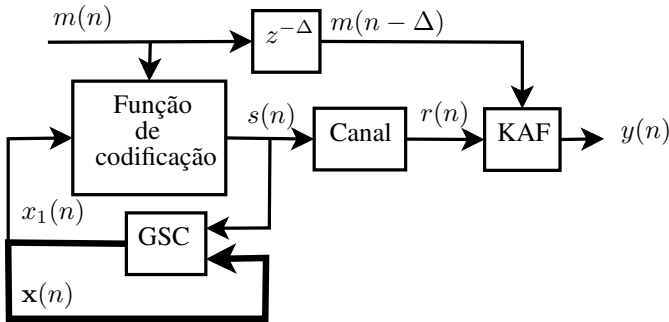 m(n)
z^{-Δ}
m(n − Δ)
Função
de
codificação
s(n)
Canal
r(n)
KAF
y(n)
x_1(n)
GSC
𝐱(n)